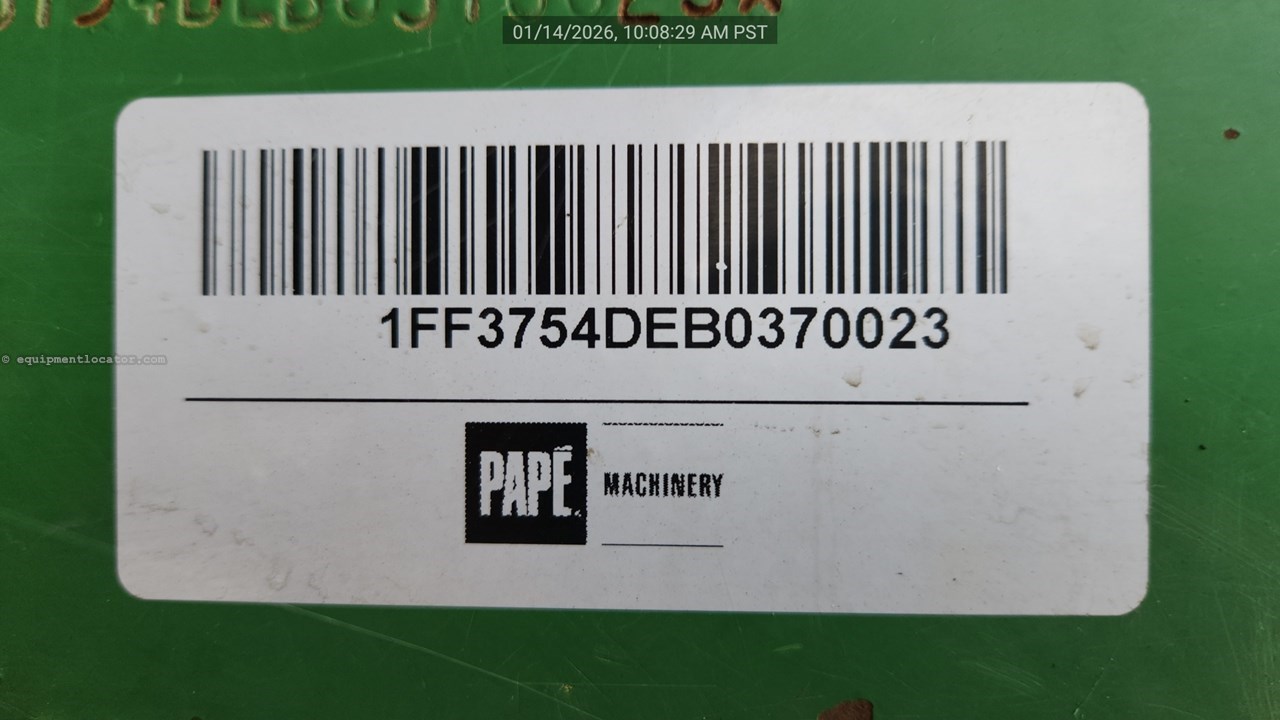 01/14/2026, 10:08:29 AM PST
1FF3754DEB0370023
© equipmentlocator.com
PAPÉ
MACHINERY